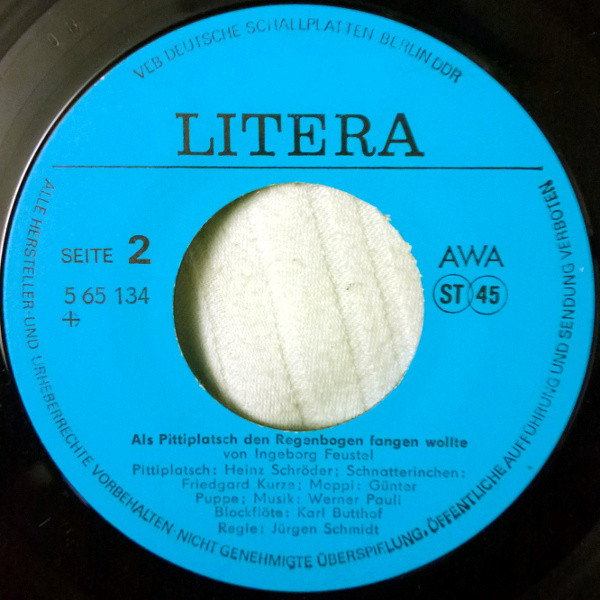 VEB DEUTSCHE SCHALLPLATTEN BERLIN DDR
LITERA
SEITE 2
5 65 134
+
AWA
ST 45
Als Pittiplatsch den Regenbogen fangen wollte
von Ingeborg Feustel
Pittiplatsch: Heinz Schröder; Schnatterinchen:
Friedgard Kurze; Moppi: Günter
Puppe; Musik: Werner Pauli
Blockflöte: Karl Butthof
Regie: Jürgen Schmidt
ALLE HERSTELLER-UND URHEBERRECHTE VORBEHALTEN·NICHT GENEHMIGTE ÜBERSPIELUNG, ÖFFENTLICHE AUFFÜHRUNG UND SENDUNG VERBOTEN